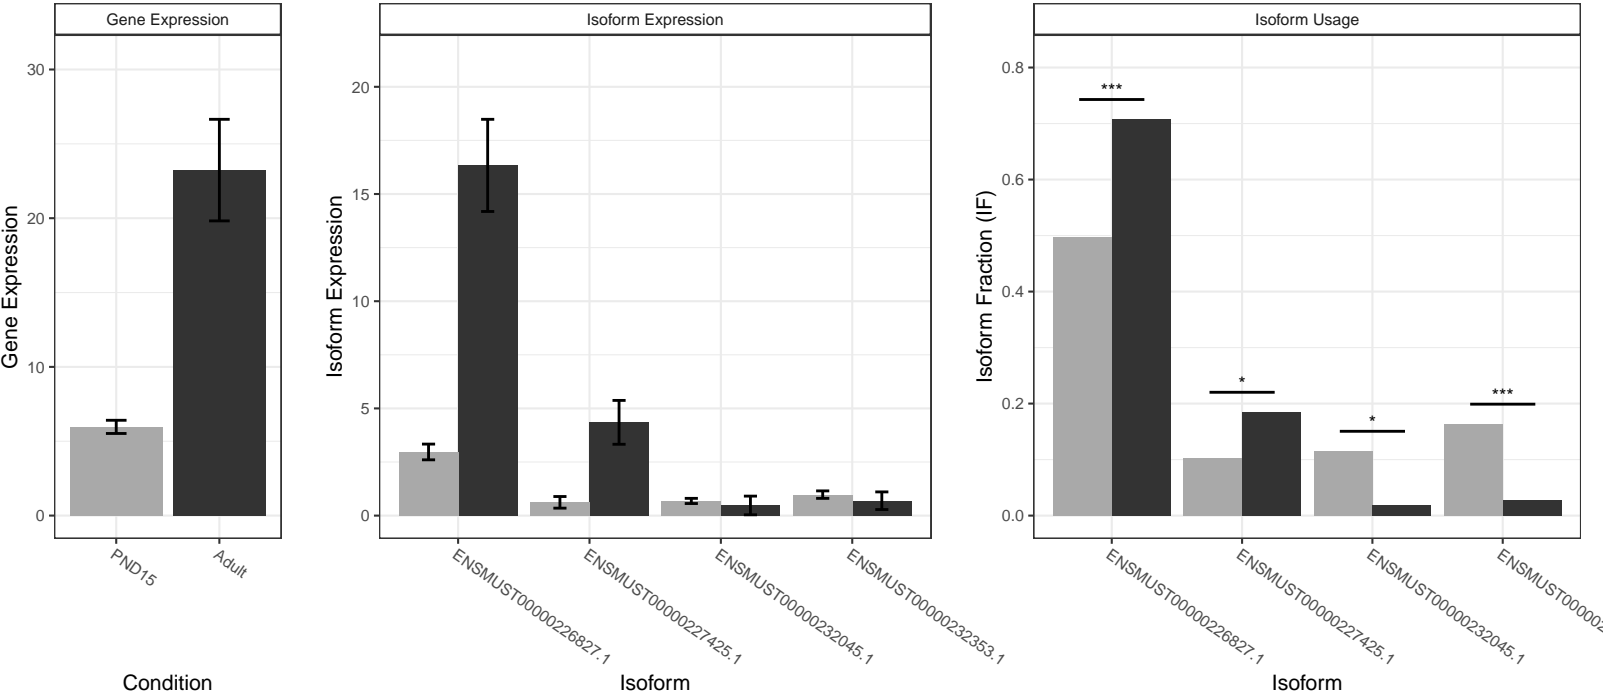 Gene Expression
Isoform Expression
Isoform Usage
Gene Expression
30
20
10
0
PND15
Adult
Condition
Isoform Expression
20
15
10
5
0
ENSMUST00000226827.1
ENSMUST00000227425.1
ENSMUST00000232045.1
ENSMUST00000232353.1
Isoform
Isoform Fraction (IF)
0.8
0.6
0.4
0.2
0.0
***
*
*
***
ENSMUST00000226827.1
ENSMUST00000227425.1
ENSMUST00000232045.1
Isoform